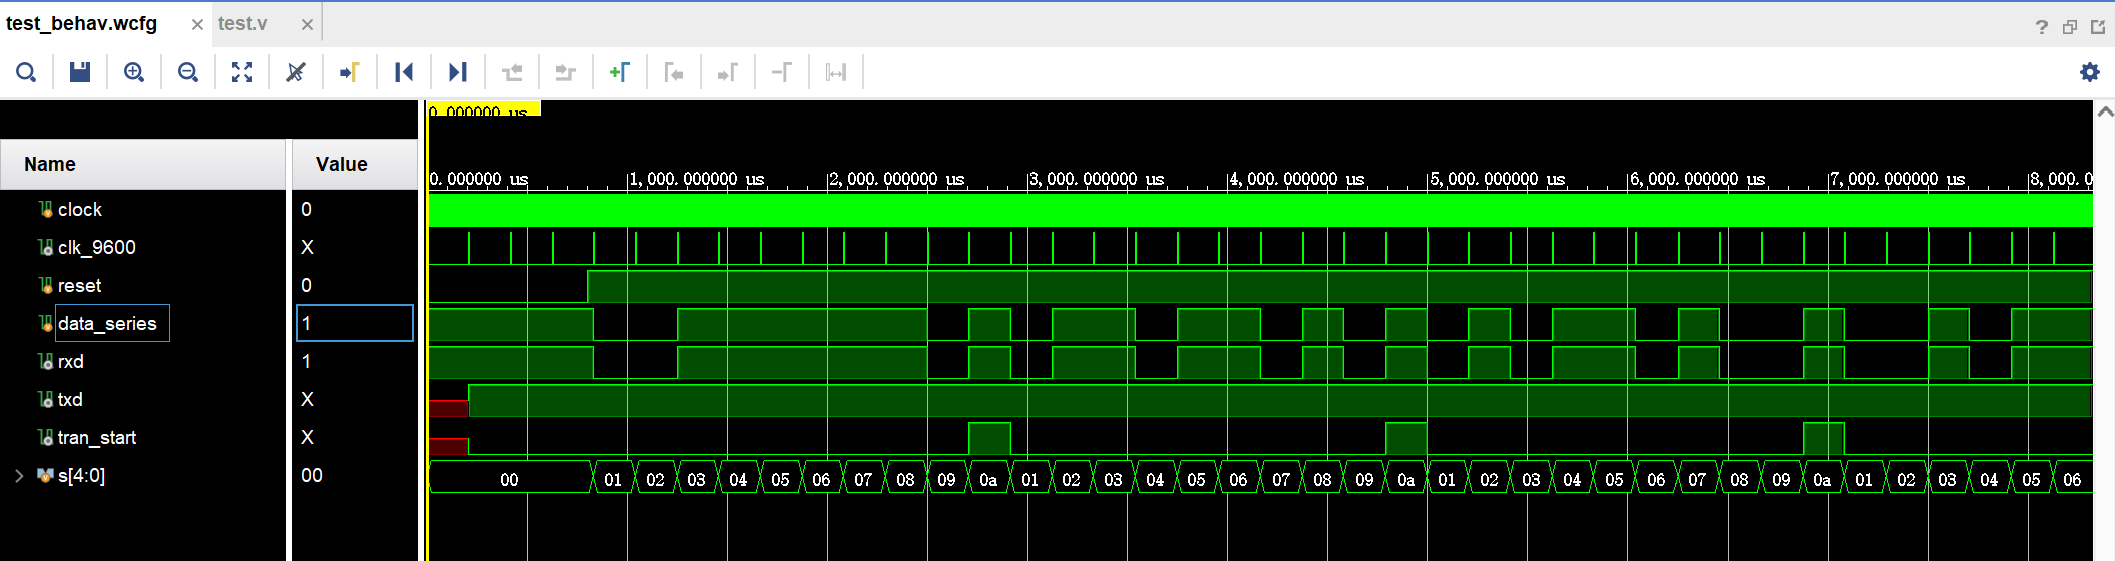 test_behav.wcfg × test.v ×
?
0.000000 us
Name Value
0.000000 us 1,000.000000 us 2,000.000000 us 3,000.000000 us 4,000.000000 us 5,000.000000 us 6,000.000000 us 7,000.000000 us 8,000.0
clock 0
clk_9600 X
reset 0
data_series 1
rxd 1
txd X
tran_start X
s[4:0] 00 00 01 02 03 04 05 06 07 08 09 0a 01 02 03 04 05 06 07 08 09 0a 01 02 03 04 05 06 07 08 09 0a 01 02 03 04 05 06